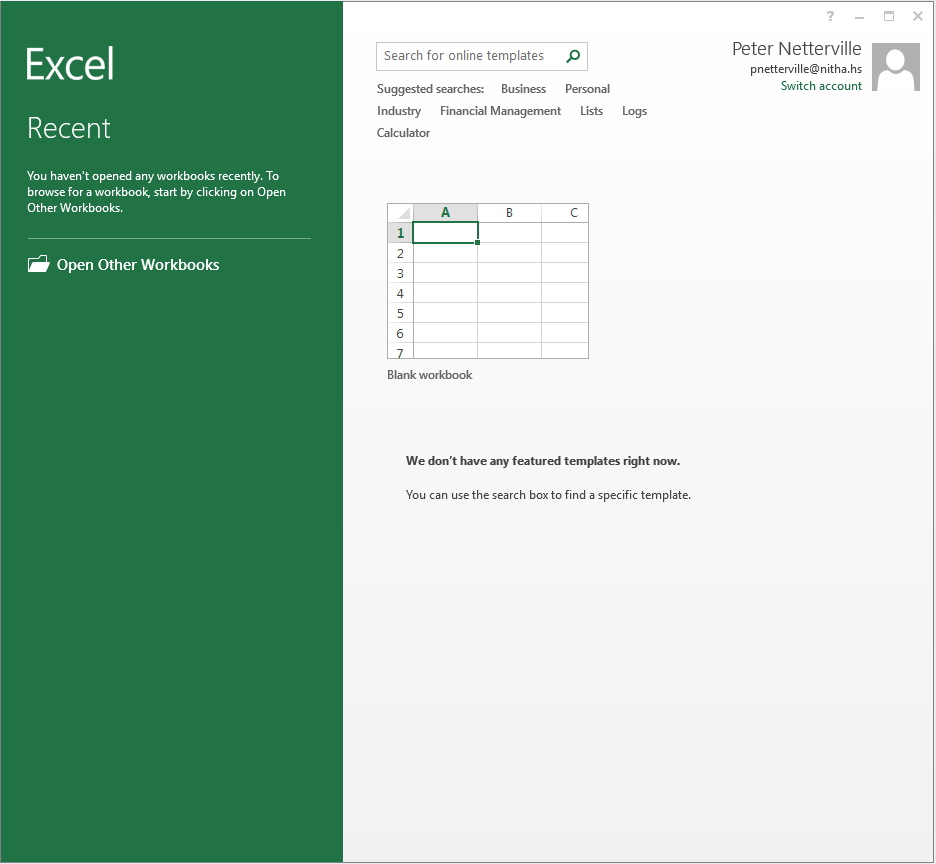 Excel
Recent
You haven't opened any workbooks recently. To
browse for a workbook, start by clicking on Open
Other Workbooks.
Open Other Workbooks
?
Search for online templates
Suggested searches: Business Personal
Industry Financial Management Lists Logs
Calculator
Peter Netterville
pnetterville@nitha.hs
Switch account
A B C
1
2
3
4
5
6
7
Blank workbook
We don’t have any featured templates right now.
You can use the search box to find a specific template.